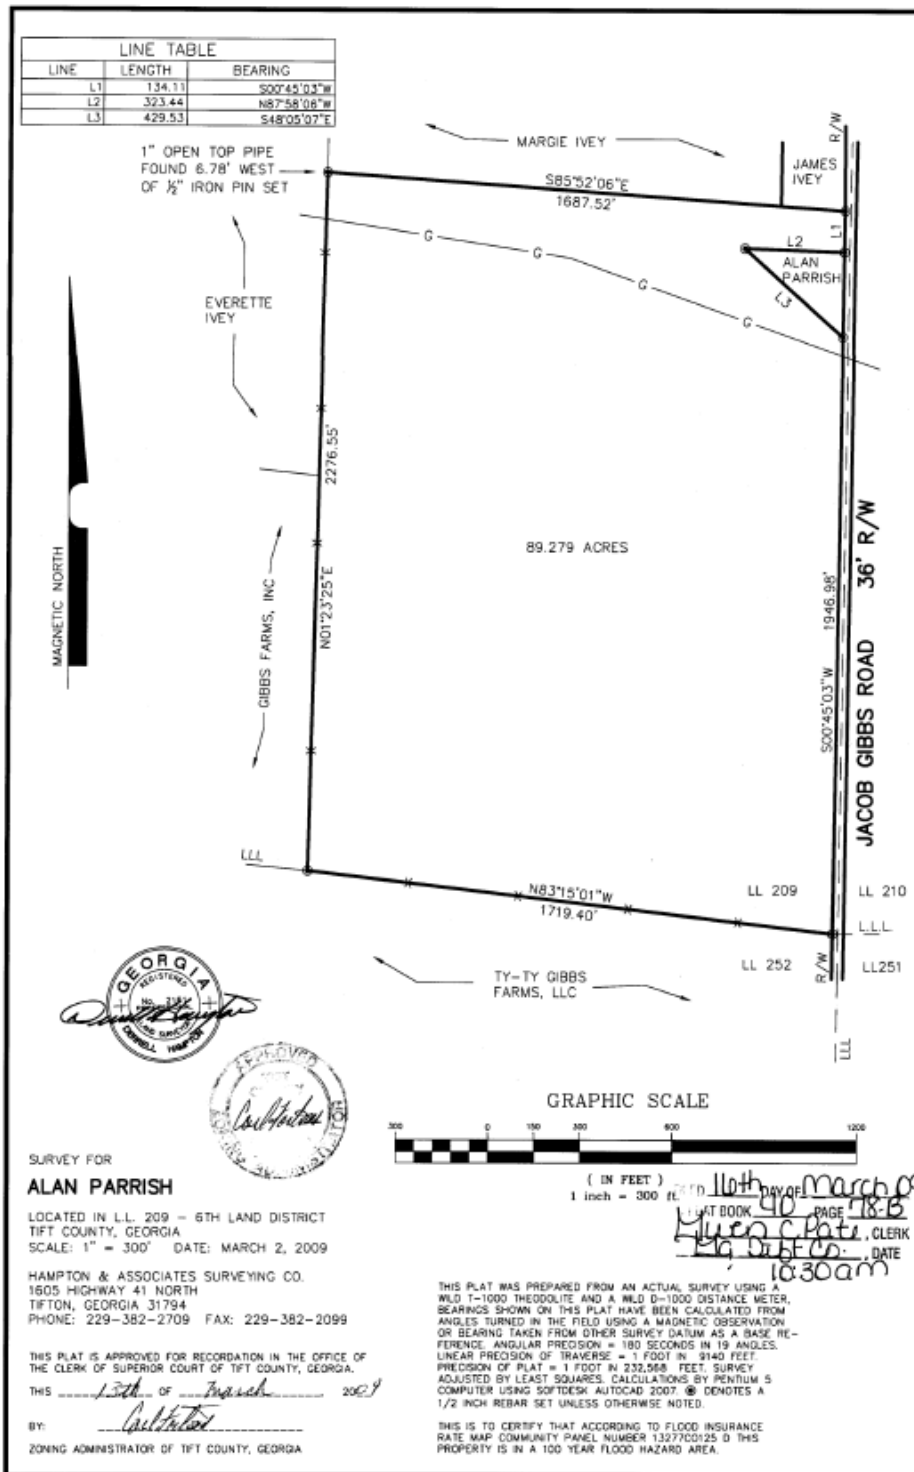 LINE TABLE
LINE LENGTH BEARING
L1 134.11 S00°45'03"W
L2 323.44 N87°58'06"W
L3 429.53 S48°05'07"E
1" OPEN TOP PIPE
FOUND 6.78' WEST
OF ½" IRON PIN SET
MARGIE IVEY
R/W
JAMES
IVEY
S85°52'06"E
1687.52'
L1
L2
ALAN
PARRISH
L3
G
G
G
G
EVERETTE
IVEY
2276.55'
N01°23'25"E
GIBBS FARMS, INC
MAGNETIC NORTH
89.279 ACRES
1946.98'
S00°45'03"W
JACOB GIBBS ROAD 36' R/W
LLL
N83°15'01"W
1719.40'
LL 209
LL 210
L.L.L.
LL 252
R/W
LL251
LLL
TY-TY GIBBS
FARMS, LLC
GEORGIA
REGISTERED
No.
LAND SURVEYOR
HAMPTON
APPROVED
GRAPHIC SCALE
300 0 150 300 600 1200
( IN FEET )
1 inch = 300 ft.
16th DAY OF March 09
PLAT BOOK 40 PAGE 78-B
, CLERK
DATE
10:30am
SURVEY FOR
ALAN PARRISH
LOCATED IN L.L. 209 - 6TH LAND DISTRICT
TIFT COUNTY, GEORGIA
SCALE: 1" = 300' DATE: MARCH 2, 2009
HAMPTON & ASSOCIATES SURVEYING CO.
1605 HIGHWAY 41 NORTH
TIFTON, GEORGIA 31794
PHONE: 229-382-2709 FAX: 229-382-2099
THIS PLAT IS APPROVED FOR RECORDATION IN THE OFFICE OF
THE CLERK OF SUPERIOR COURT OF TIFT COUNTY, GEORGIA.
THIS 13th OF March 2009
BY:
ZONING ADMINISTRATOR OF TIFT COUNTY, GEORGIA
THIS PLAT WAS PREPARED FROM AN ACTUAL SURVEY USING A
WILD T-1000 THEODOLITE AND A WILD D-1000 DISTANCE METER,
BEARINGS SHOWN ON THIS PLAT HAVE BEEN CALCULATED FROM
ANGLES TURNED IN THE FIELD USING A MAGNETIC OBSERVATION
OR BEARING TAKEN FROM OTHER SURVEY DATUM AS A BASE RE-
FERENCE. ANGULAR PRECISION = 180 SECONDS IN 19 ANGLES.
LINEAR PRECISION OF TRAVERSE = 1 FOOT IN 9140 FEET.
PRECISION OF PLAT = 1 FOOT IN 232,568 FEET. SURVEY
ADJUSTED BY LEAST SQUARES. CALCULATIONS BY PENTIUM 5
COMPUTER USING SOFTDESK AUTOCAD 2007. DENOTES A
1/2 INCH REBAR SET UNLESS OTHERWISE NOTED.
THIS IS TO CERTIFY THAT ACCORDING TO FLOOD INSURANCE
RATE MAP COMMUNITY PANEL NUMBER 13277C0125 D THIS
PROPERTY IS IN A 100 YEAR FLOOD HAZARD AREA.